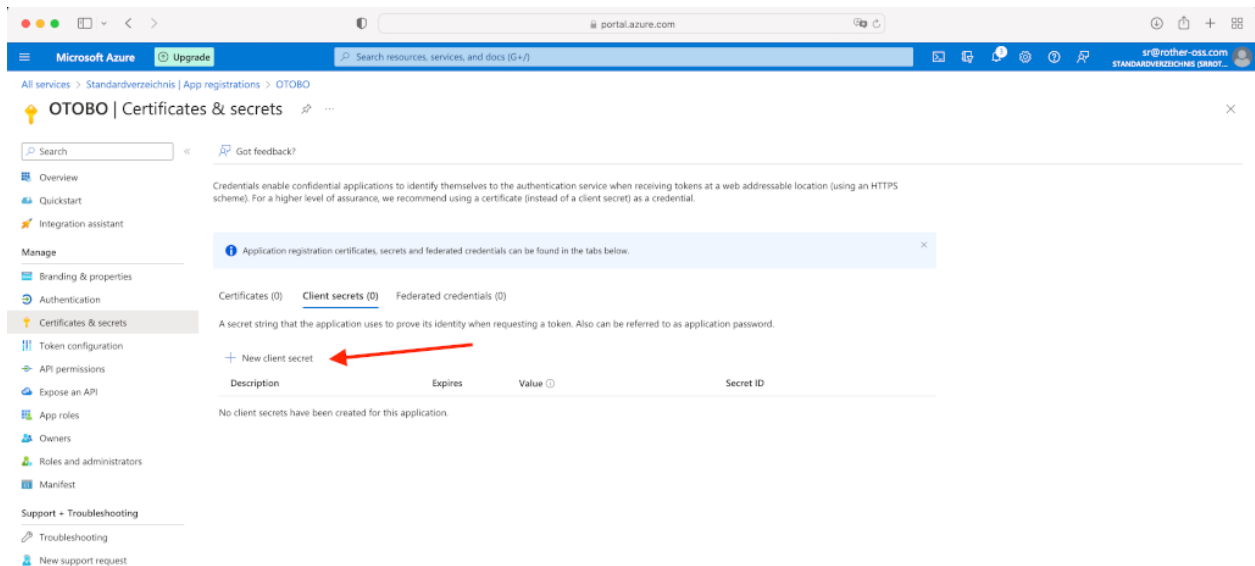 portal.azure.com
Microsoft Azure
Upgrade
Search resources, services, and docs (G+/)
1
sr@rother-oss.com
STANDARDVERZEICHNIS (SRROT...
All services > Standardverzeichnis | App registrations > OTOBO
OTOBO | Certificates & secrets
Search
Got feedback?
Overview
Quickstart
Integration assistant
Manage
Branding & properties
Authentication
Certificates & secrets
Token configuration
API permissions
Expose an API
App roles
Owners
Roles and administrators
Manifest
Support + Troubleshooting
Troubleshooting
New support request
Credentials enable confidential applications to identify themselves to the authentication service when receiving tokens at a web addressable location (using an HTTPS
scheme). For a higher level of assurance, we recommend using a certificate (instead of a client secret) as a credential.
Application registration certificates, secrets and federated credentials can be found in the tabs below.
Certificates (0) Client secrets (0) Federated credentials (0)
A secret string that the application uses to prove its identity when requesting a token. Also can be referred to as application password.
New client secret
Description Expires Value Secret ID
No client secrets have been created for this application.